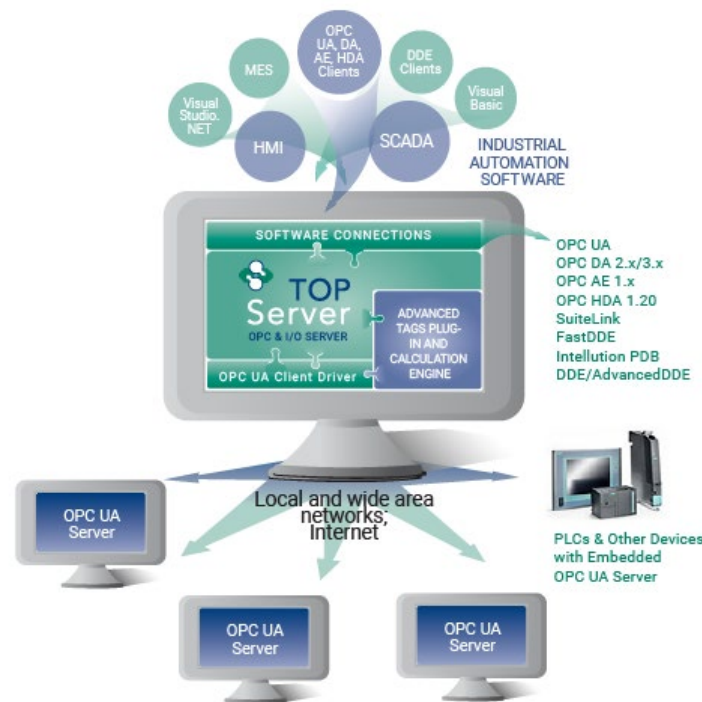 OPC
UA, DA,
AE, HDA
Clients
MES
DDE
Clients
Visual
Studio.
NET
Visual
Basic
HMI
SCADA
INDUSTRIAL
AUTOMATION
SOFTWARE
SOFTWARE CONNECTIONS
TOP
Server
OPC & I/O SERVER
ADVANCED
TAGS PLUG-
IN AND
CALCULATION
ENGINE
OPC UA Client Driver
OPC UA
OPC DA 2.x/3.x
OPC AE 1.x
OPC HDA 1.20
SuiteLink
FastDDE
Intellution PDB
DDE/AdvancedDDE
Local and wide area
networks;
Internet
OPC UA
Server
PLCs & Other Devices
with Embedded
OPC UA Server
OPC UA
Server
OPC UA
Server